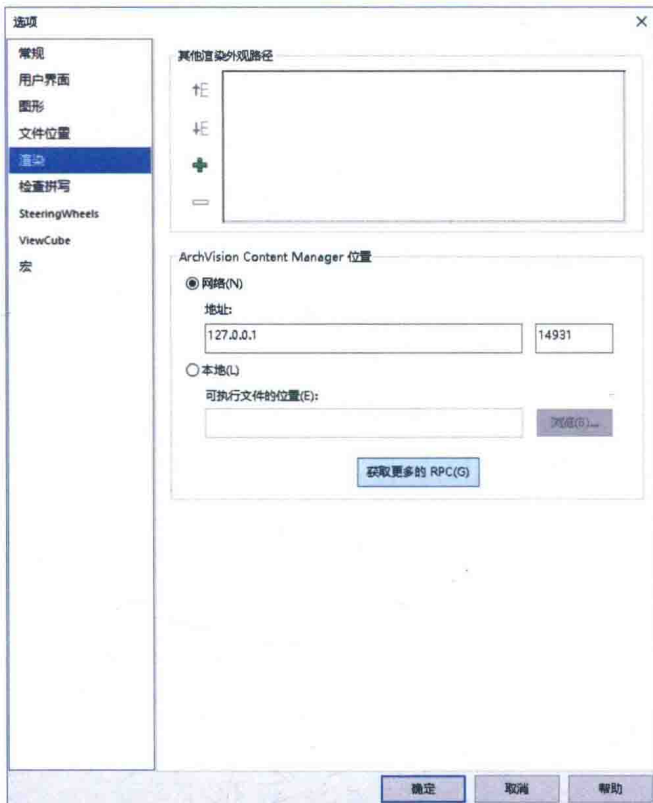 选项
常规
用户界面
图形
文件位置
渲染
检查拼写
SteeringWheels
ViewCube
宏
其他渲染外观路径
ArchVision Content Manager 位置
网络(N)
地址:
127.0.0.1 14931
本地(L)
可执行文件的位置(E):
浏览(B)...
获取更多的 RPC(G)
确定 取消 帮助